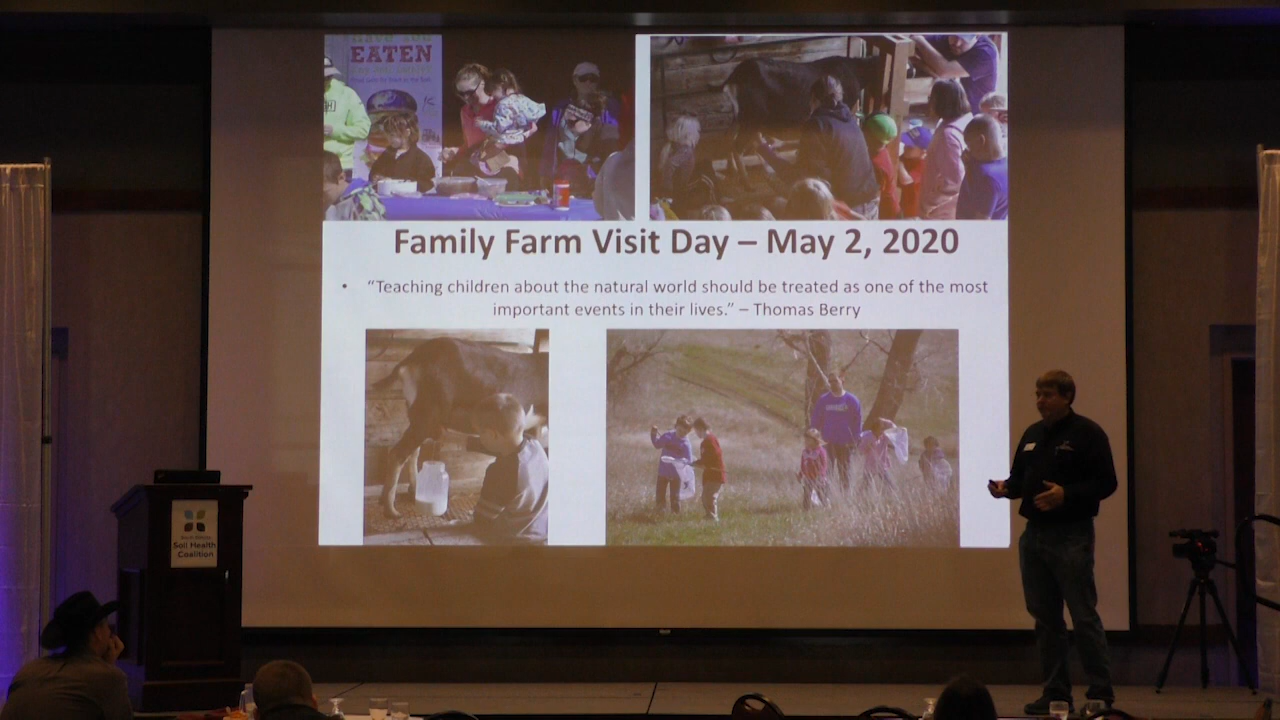 EATEN
Family Farm Visit Day – May 2, 2020
• “Teaching children about the natural world should be treated as one of the most
important events in their lives.” – Thomas Berry
Soil Health
Coalition